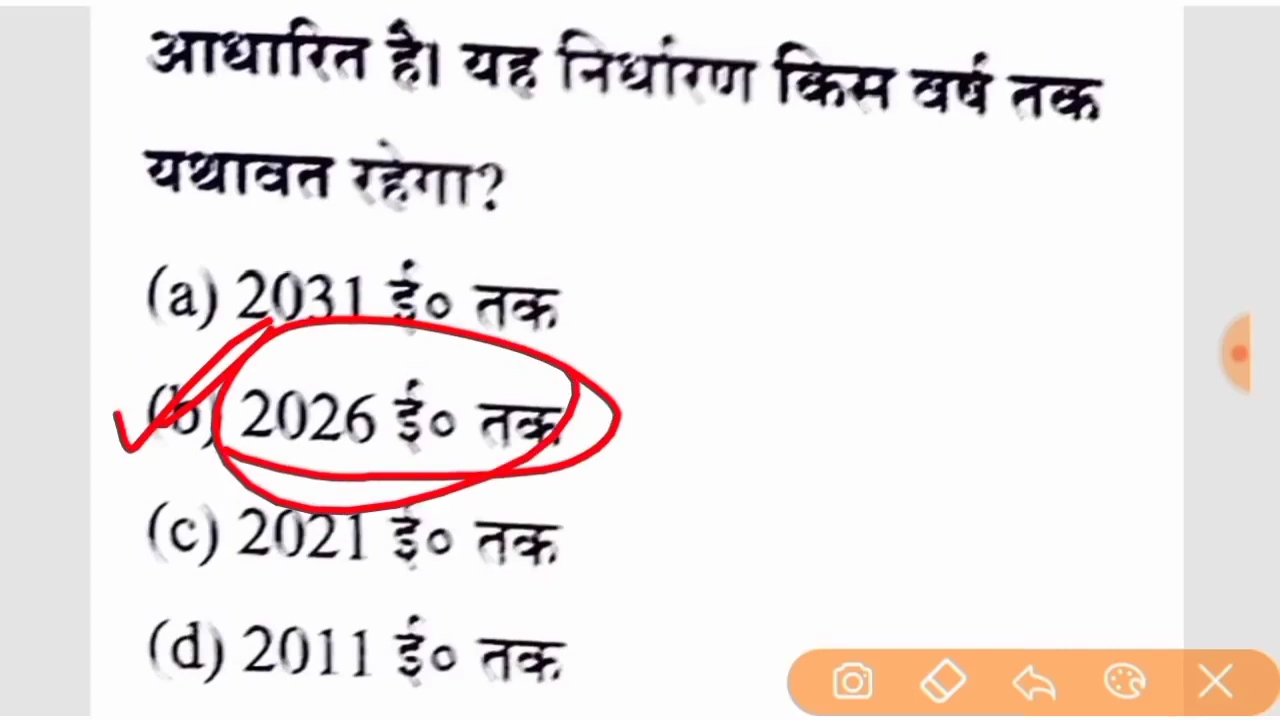 आधारित है। यह निर्धारण किस वर्ष तक
यथावत रहेगा?
(a) 2031 ई० तक
(b) 2026 ई० तक
(c) 2021 ई० तक
(d) 2011 ई० तक